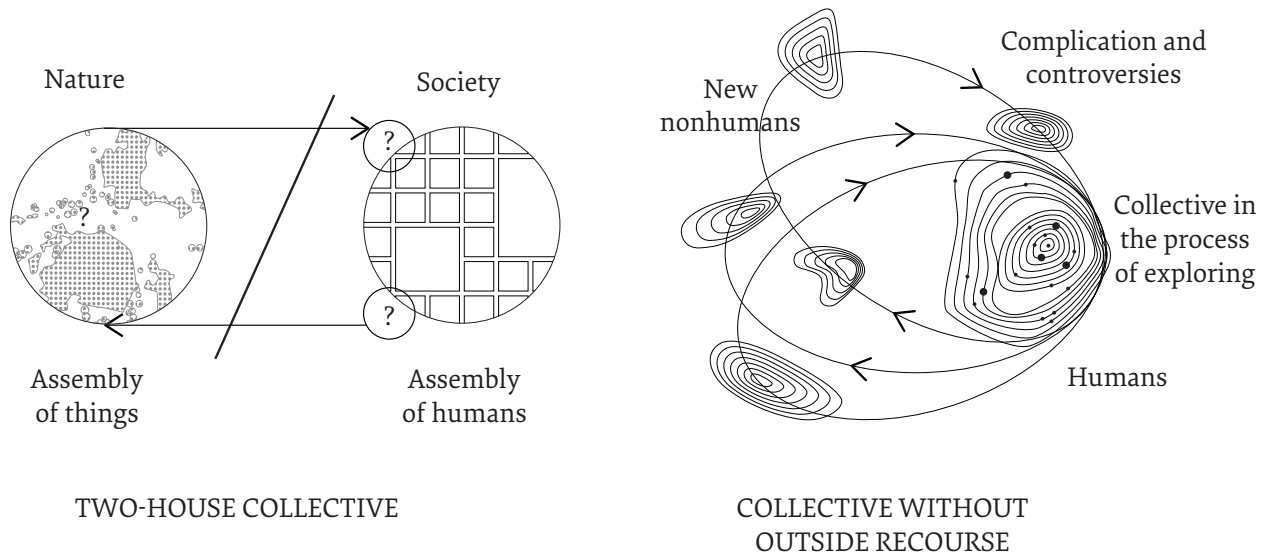 Nature
Society
?
?
?
Assembly
of things
Assembly
of humans
TWO-HOUSE COLLECTIVE
New
nonhumans
Complication and
controversies
Collective in
the process
of exploring
Humans
COLLECTIVE WITHOUT
OUTSIDE RECOURSE